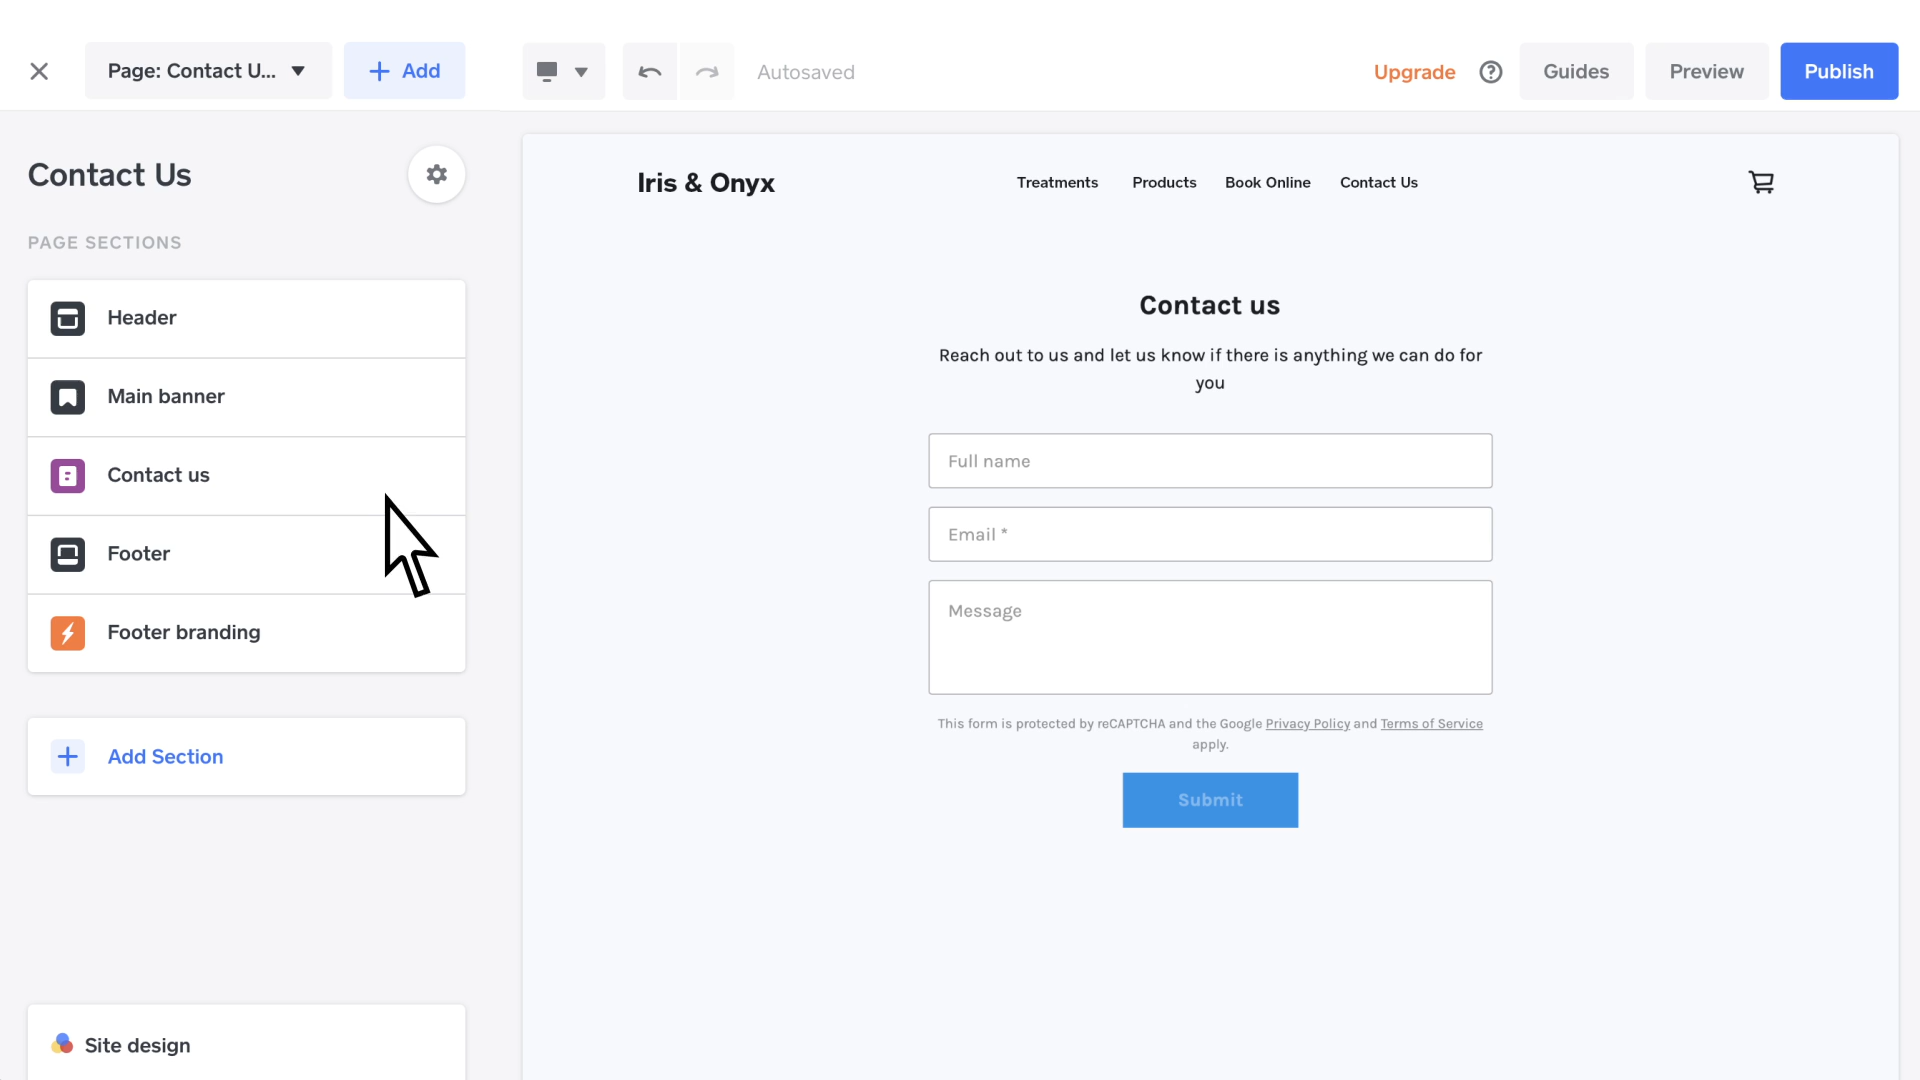 Page: Contact U...
Add
Autosaved
Upgrade
Guides
Preview
Publish
Contact Us
PAGE SECTIONS
Header
Main banner
Contact us
Footer
Footer branding
Add Section
Site design
Iris & Onyx
Treatments
Products
Book Online
Contact Us
Contact us
Reach out to us and let us know if there is anything we can do for
you
Full name
Email *
Message
This form is protected by reCAPTCHA and the Google Privacy Policy and Terms of Service
apply.
Submit